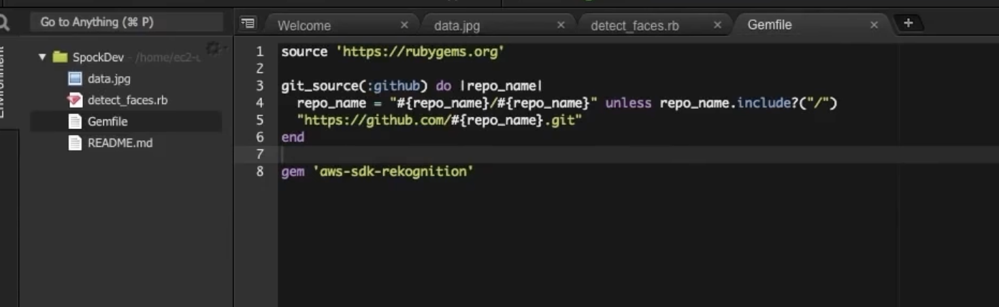 Go to Anything (⌘ P)
Welcome
data.jpg
detect_faces.rb
Gemfile
SpockDev - /home/ec2-
data.jpg
detect_faces.rb
Gemfile
README.md
1 source 'https://rubygems.org'
2
3 git_source(:github) do |repo_name|
4 repo_name = "#{repo_name}/#{repo_name}" unless repo_name.include?("/")
5 "https://github.com/#{repo_name}.git"
6 end
7
8 gem 'aws-sdk-rekognition'